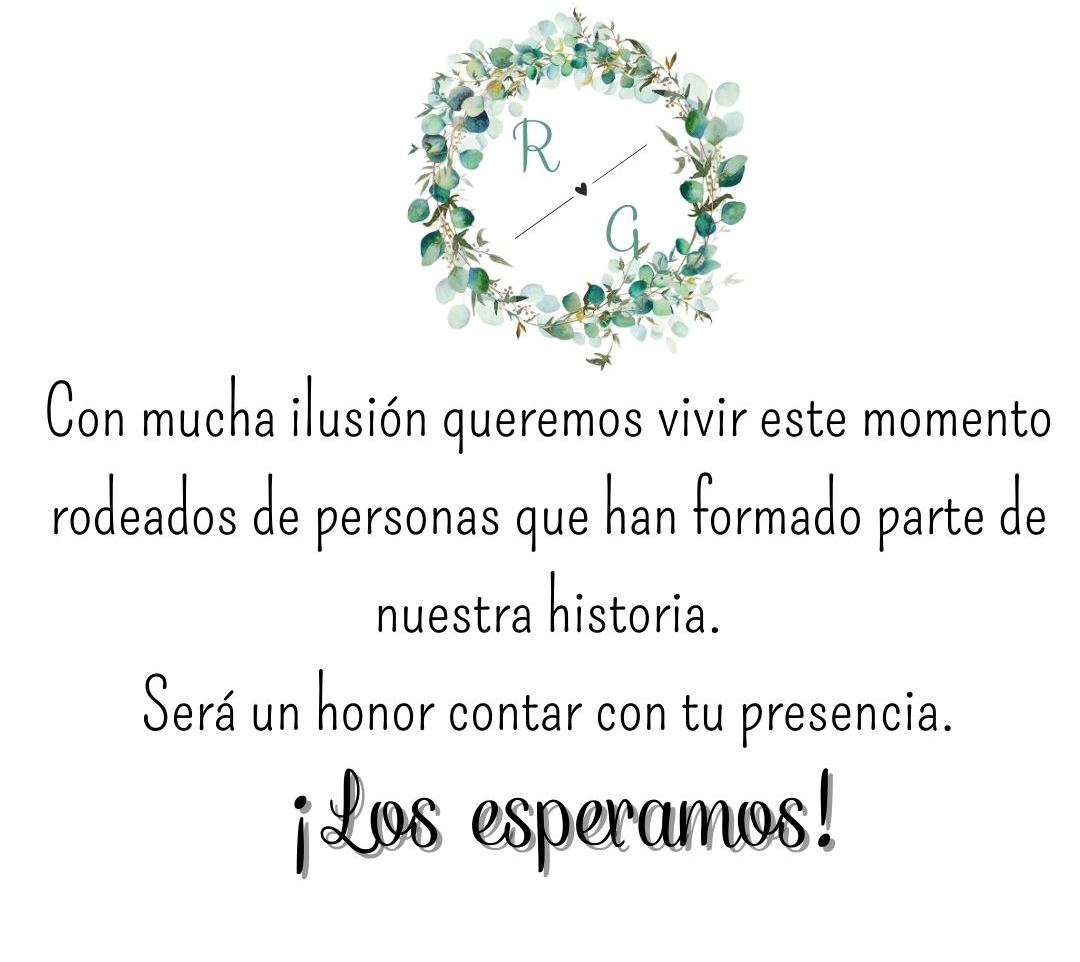 R
G
Con mucha ilusión queremos vivir este momento
rodeados de personas que han formado parte de
nuestra historia.
Será un honor contar con tu presencia.
¡Los esperamos!